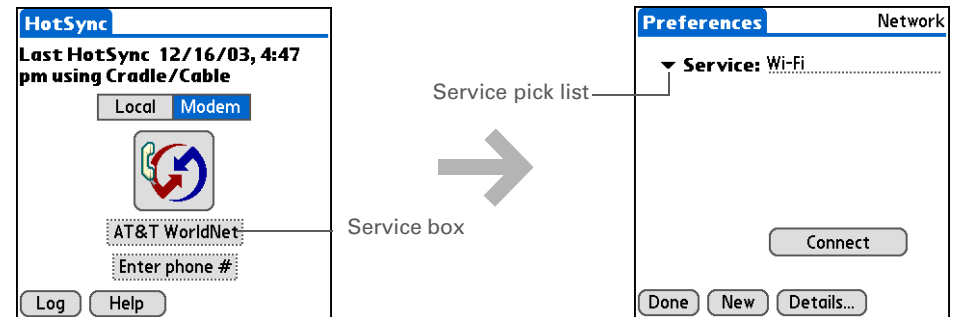 HotSync
Last HotSync 12/16/03, 4:47
pm using Cradle/Cable
Local Modem
AT&T WorldNet
Enter phone #
Log Help
Service pick list
Service box
Preferences Network
Service: Wi-Fi
Connect
Done New Details...